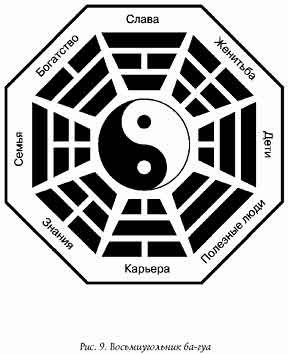 Слава
Богатство
Женитьба
Семья
Дети
Знания
Полезные люди
Карьера
Рис. 9. Восьмиугольник ба-гуа